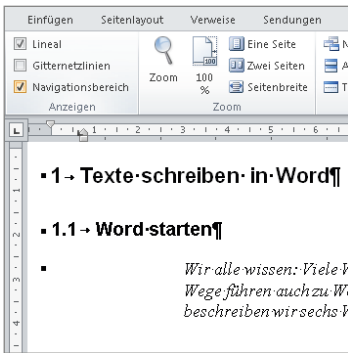 Einfügen Seitenlayout Verweise Sendungen
Lineal Eine Seite
Gitternetzlinien Zwei Seiten
Navigationsbereich Zoom 100 % Seitenbreite
Anzeigen Zoom
1 · 1 · 2 · 3 · 4 · 5 · 6
1 → Texte·schreiben·in·Word¶
1.1 → Word·starten¶
Wir·alle·wissen:·Viele
Wege·führen·auch·zu
beschreiben·wir·sechs